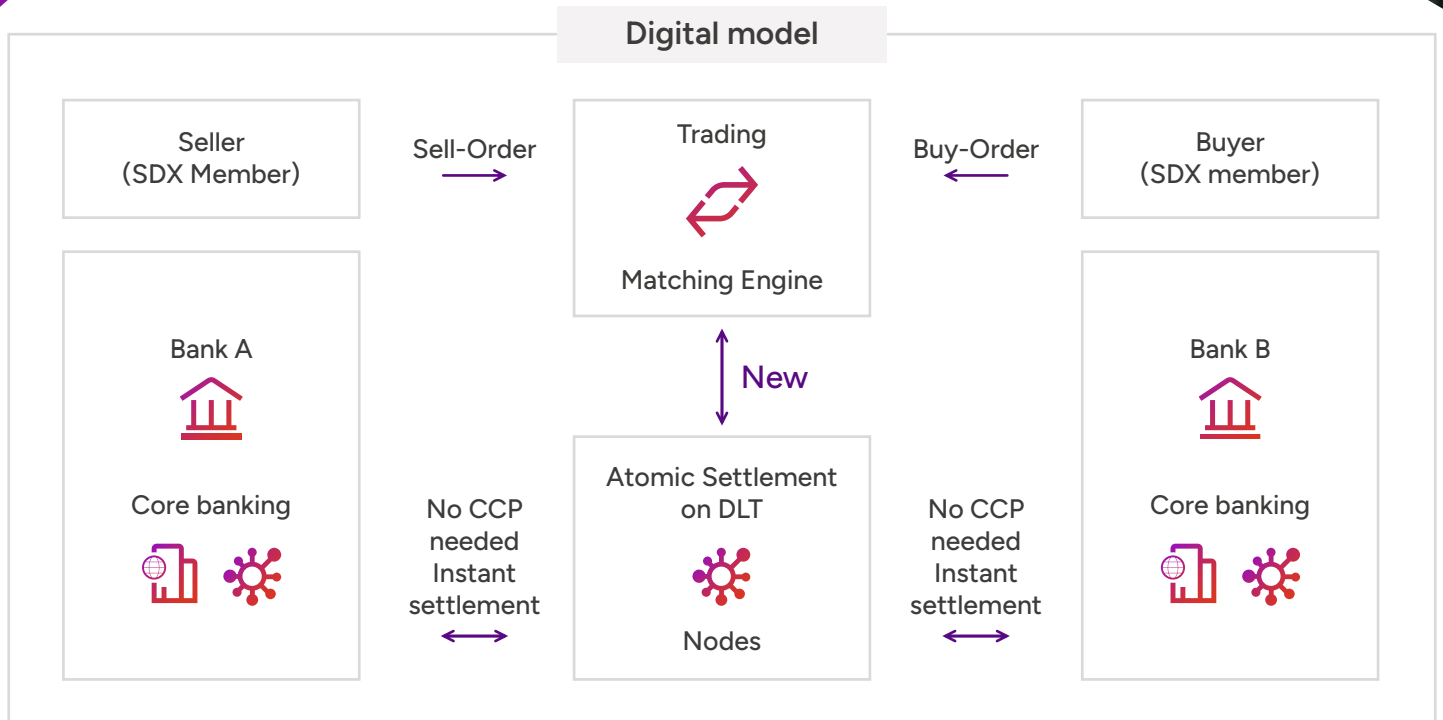 Digital model
Seller
(SDX Member)
Sell-Order
Trading
Matching Engine
Buy-Order
Buyer
(SDX member)
New
Bank A
Core banking
No CCP
needed
Instant
settlement
Atomic Settlement
on DLT
Nodes
No CCP
needed
Instant
settlement
Bank B
Core banking